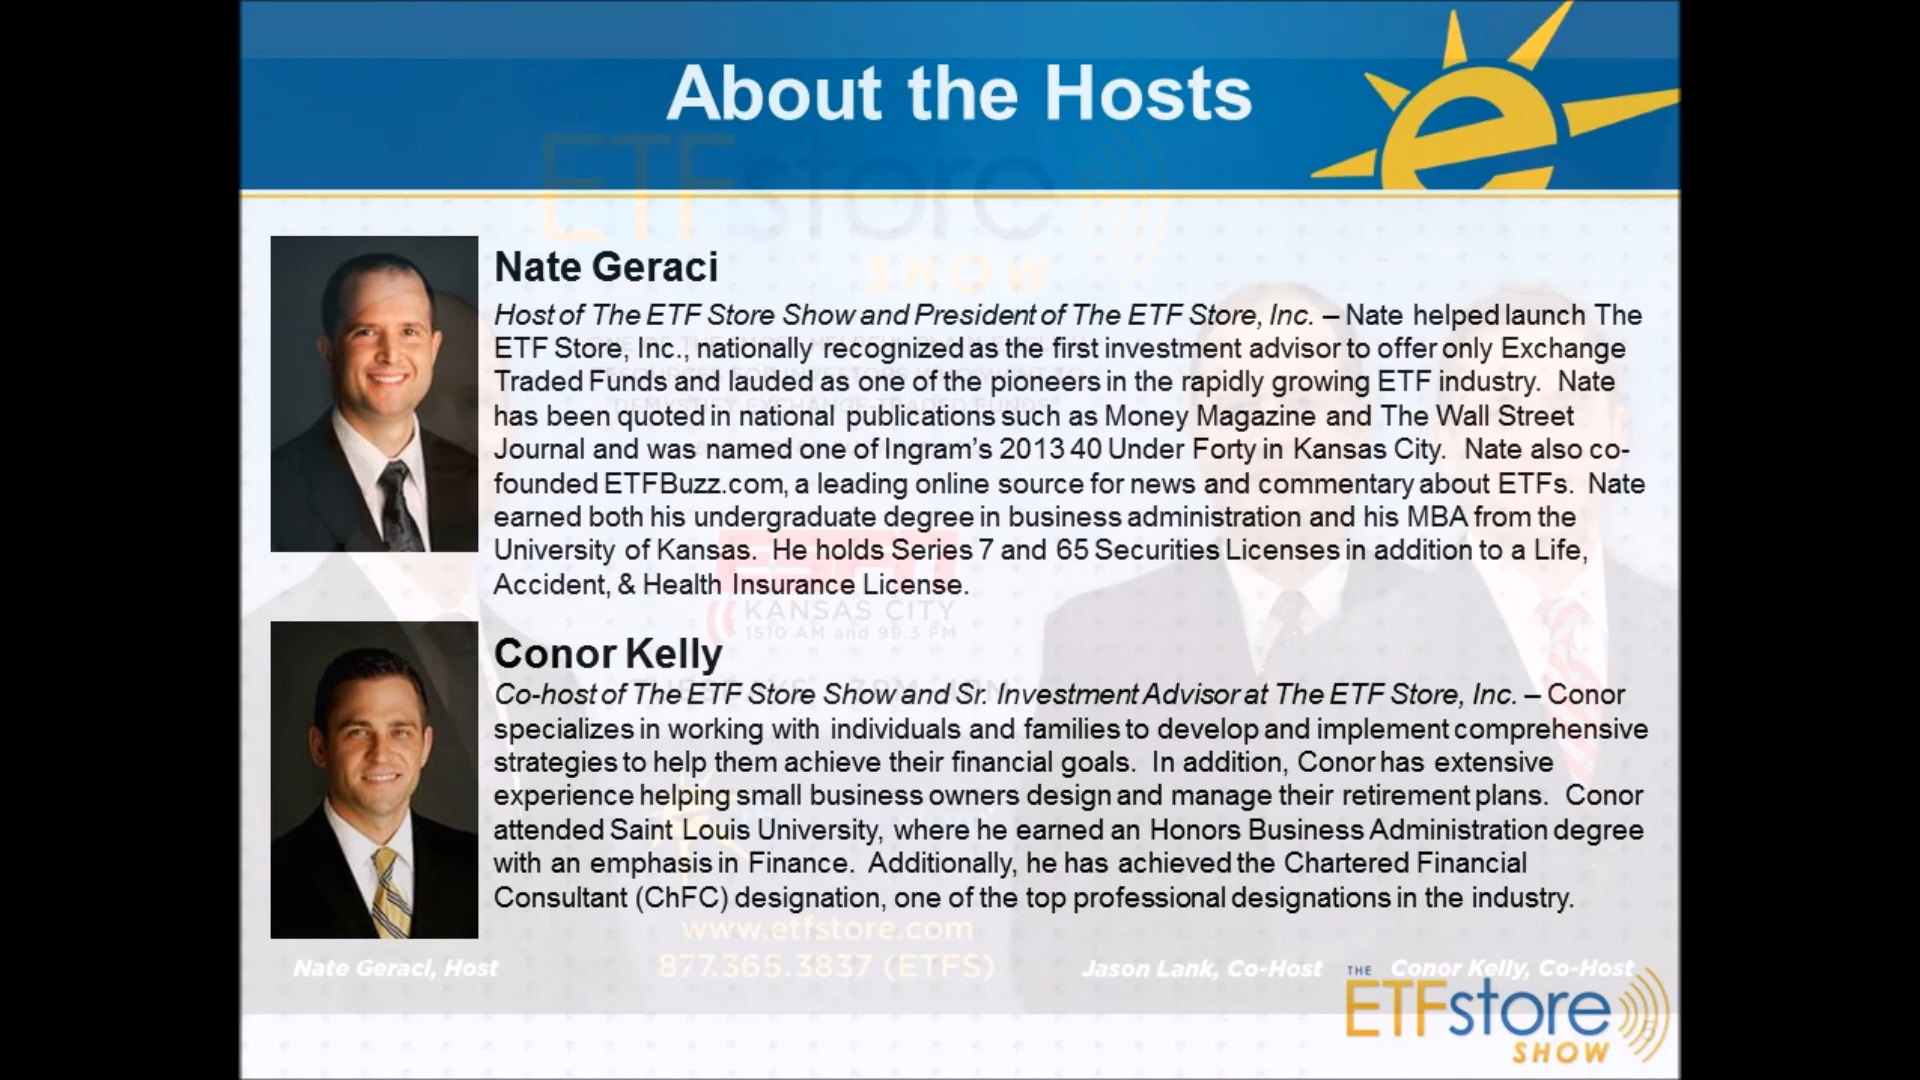 About the Hosts
ETFstore
SHOW
Nate Geraci
Host of The ETF Store Show and President of The ETF Store, Inc. – Nate helped launch The
ETF Store, Inc., nationally recognized as the first investment advisor to offer only Exchange
Traded Funds and lauded as one of the pioneers in the rapidly growing ETF industry. Nate
has been quoted in national publications such as Money Magazine and The Wall Street
Journal and was named one of Ingram's 2013 40 Under Forty in Kansas City. Nate also co-
founded ETFBuzz.com, a leading online source for news and commentary about ETFs. Nate
earned both his undergraduate degree in business administration and his MBA from the
University of Kansas. He holds Series 7 and 65 Securities Licenses in addition to a Life,
Accident, & Health Insurance License.
ESPN
KANSAS CITY
1510 AM and 99.3 FM
Conor Kelly
Co-host of The ETF Store Show and Sr. Investment Advisor at The ETF Store, Inc. – Conor
specializes in working with individuals and families to develop and implement comprehensive
strategies to help them achieve their financial goals. In addition, Conor has extensive
experience helping small business owners design and manage their retirement plans. Conor
attended Saint Louis University, where he earned an Honors Business Administration degree
with an emphasis in Finance. Additionally, he has achieved the Chartered Financial
Consultant (ChFC) designation, one of the top professional designations in the industry.
www.etfstore.com
877.365.3837 (ETFS)
Nate Geraci, Host
Jason Lank, Co-Host
Conor Kelly, Co-Host
THE
ETFstore
SHOW